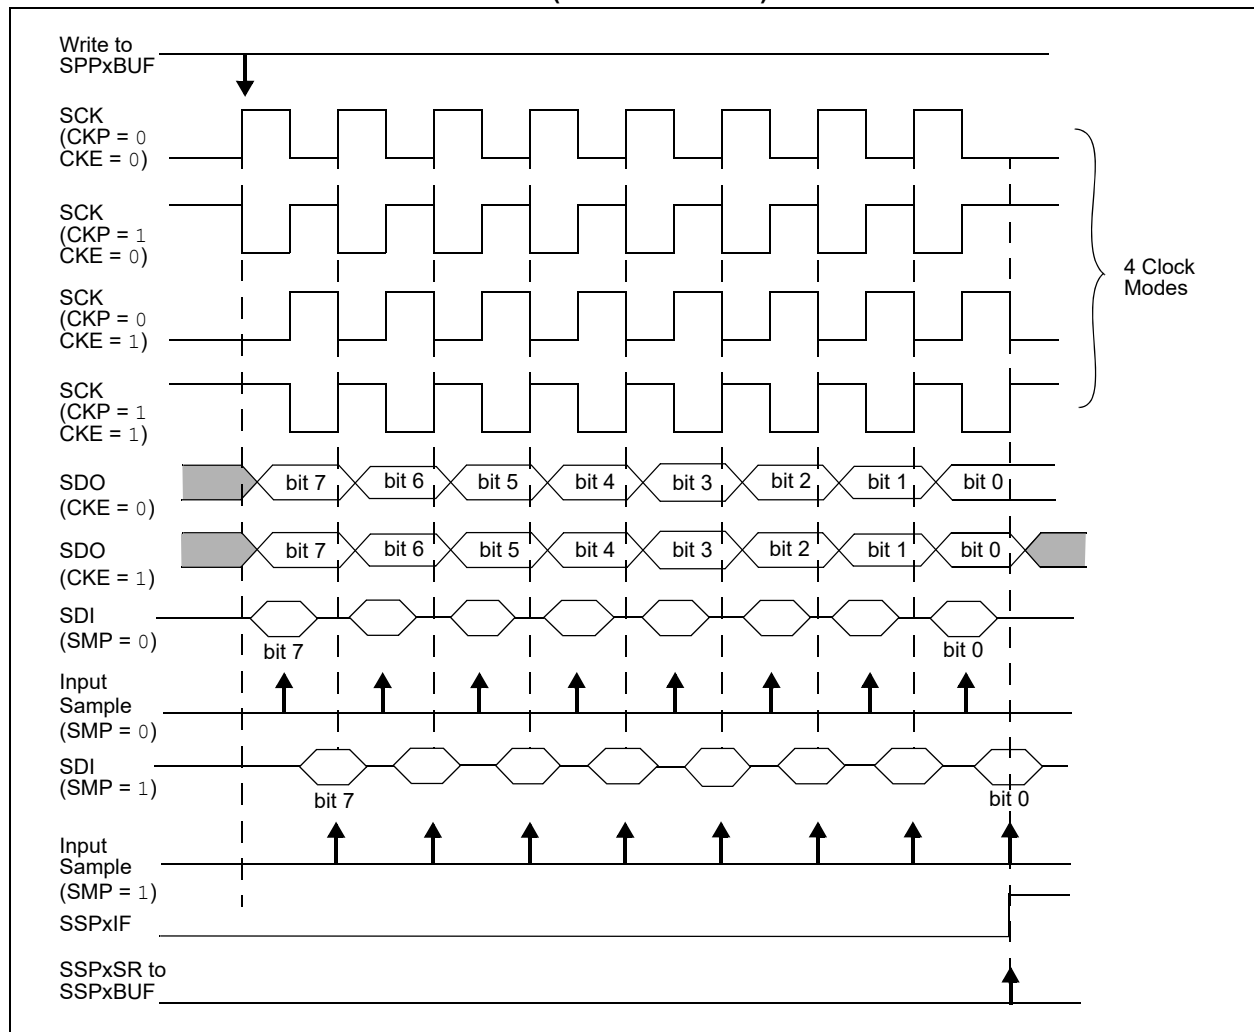 Write to
SPPxBUF
SCK
(CKP = 0
CKE = 0)
SCK
(CKP = 1
CKE = 0)
4 Clock
Modes
SCK
(CKP = 0
CKE = 1)
SCK
(CKP = 1
CKE = 1)
SDO
(CKE = 0)
bit 7 bit 6 bit 5 bit 4 bit 3 bit 2 bit 1 bit 0
SDO
(CKE = 1)
bit 7 bit 6 bit 5 bit 4 bit 3 bit 2 bit 1 bit 0
SDI
(SMP = 0)
bit 7 bit 0
Input
Sample
(SMP = 0)
SDI
(SMP = 1)
bit 7 bit 0
Input
Sample
(SMP = 1)
SSPxIF
SSPxSR to
SSPxBUF